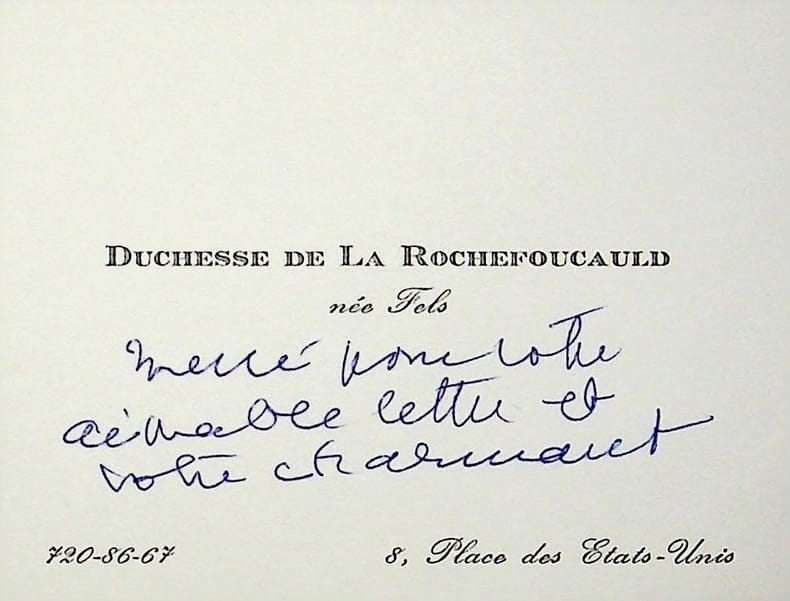 DUCHESSE DE LA ROCHEFOUCAULD
née Fels
merci pour votre
aimable lettre et
votre charmant
720-86-67
8, Place des Etats-Unis